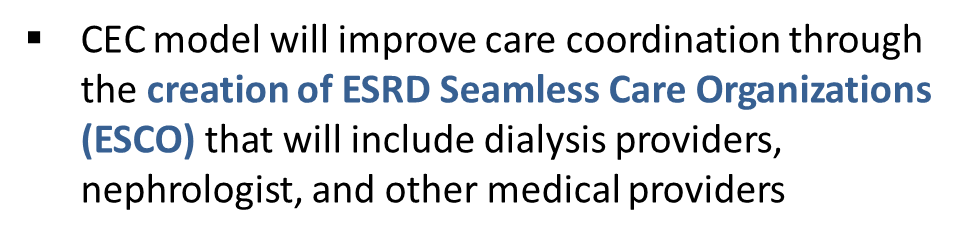 ▪ CEC model will improve care coordination through
the creation of ESRD Seamless Care Organizations
(ESCO) that will include dialysis providers,
nephrologist, and other medical providers